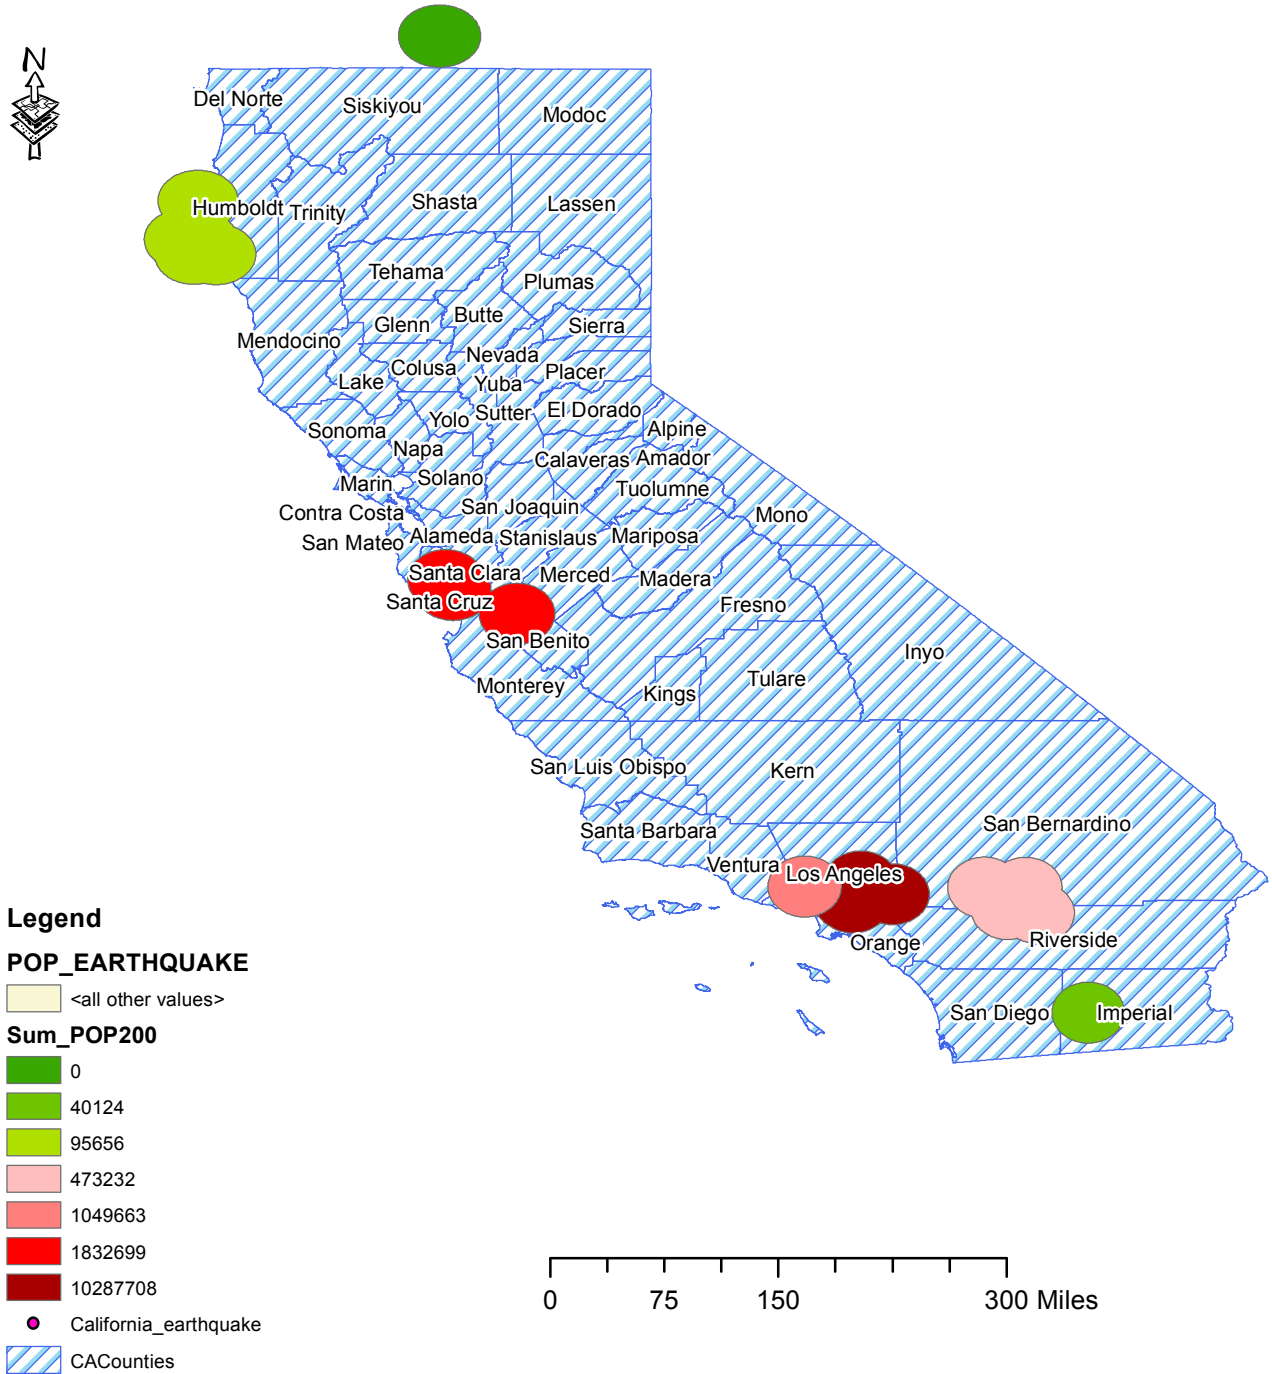 N
Del Norte
Siskiyou
Modoc
Humboldt
Trinity
Shasta
Lassen
Tehama
Plumas
Glenn
Butte
Sierra
Mendocino
Nevada
Colusa
Placer
Lake
Yuba
Yolo
Sutter
El Dorado
Sonoma
Alpine
Napa
Calaveras
Amador
Marin
Solano
Tuolumne
Contra Costa
San Joaquin
Mono
San Mateo
Alameda
Stanislaus
Mariposa
Santa Clara
Merced
Madera
Santa Cruz
Fresno
San Benito
Inyo
Monterey
Kings
Tulare
San Luis Obispo
Kern
Santa Barbara
San Bernardino
Ventura
Los Angeles
Orange
Riverside
San Diego
Imperial
Legend
POP_EARTHQUAKE
<all other values>
Sum_POP200
0
40124
95656
473232
1049663
1832699
10287708
California_earthquake
CACounties
0 75 150 300 Miles